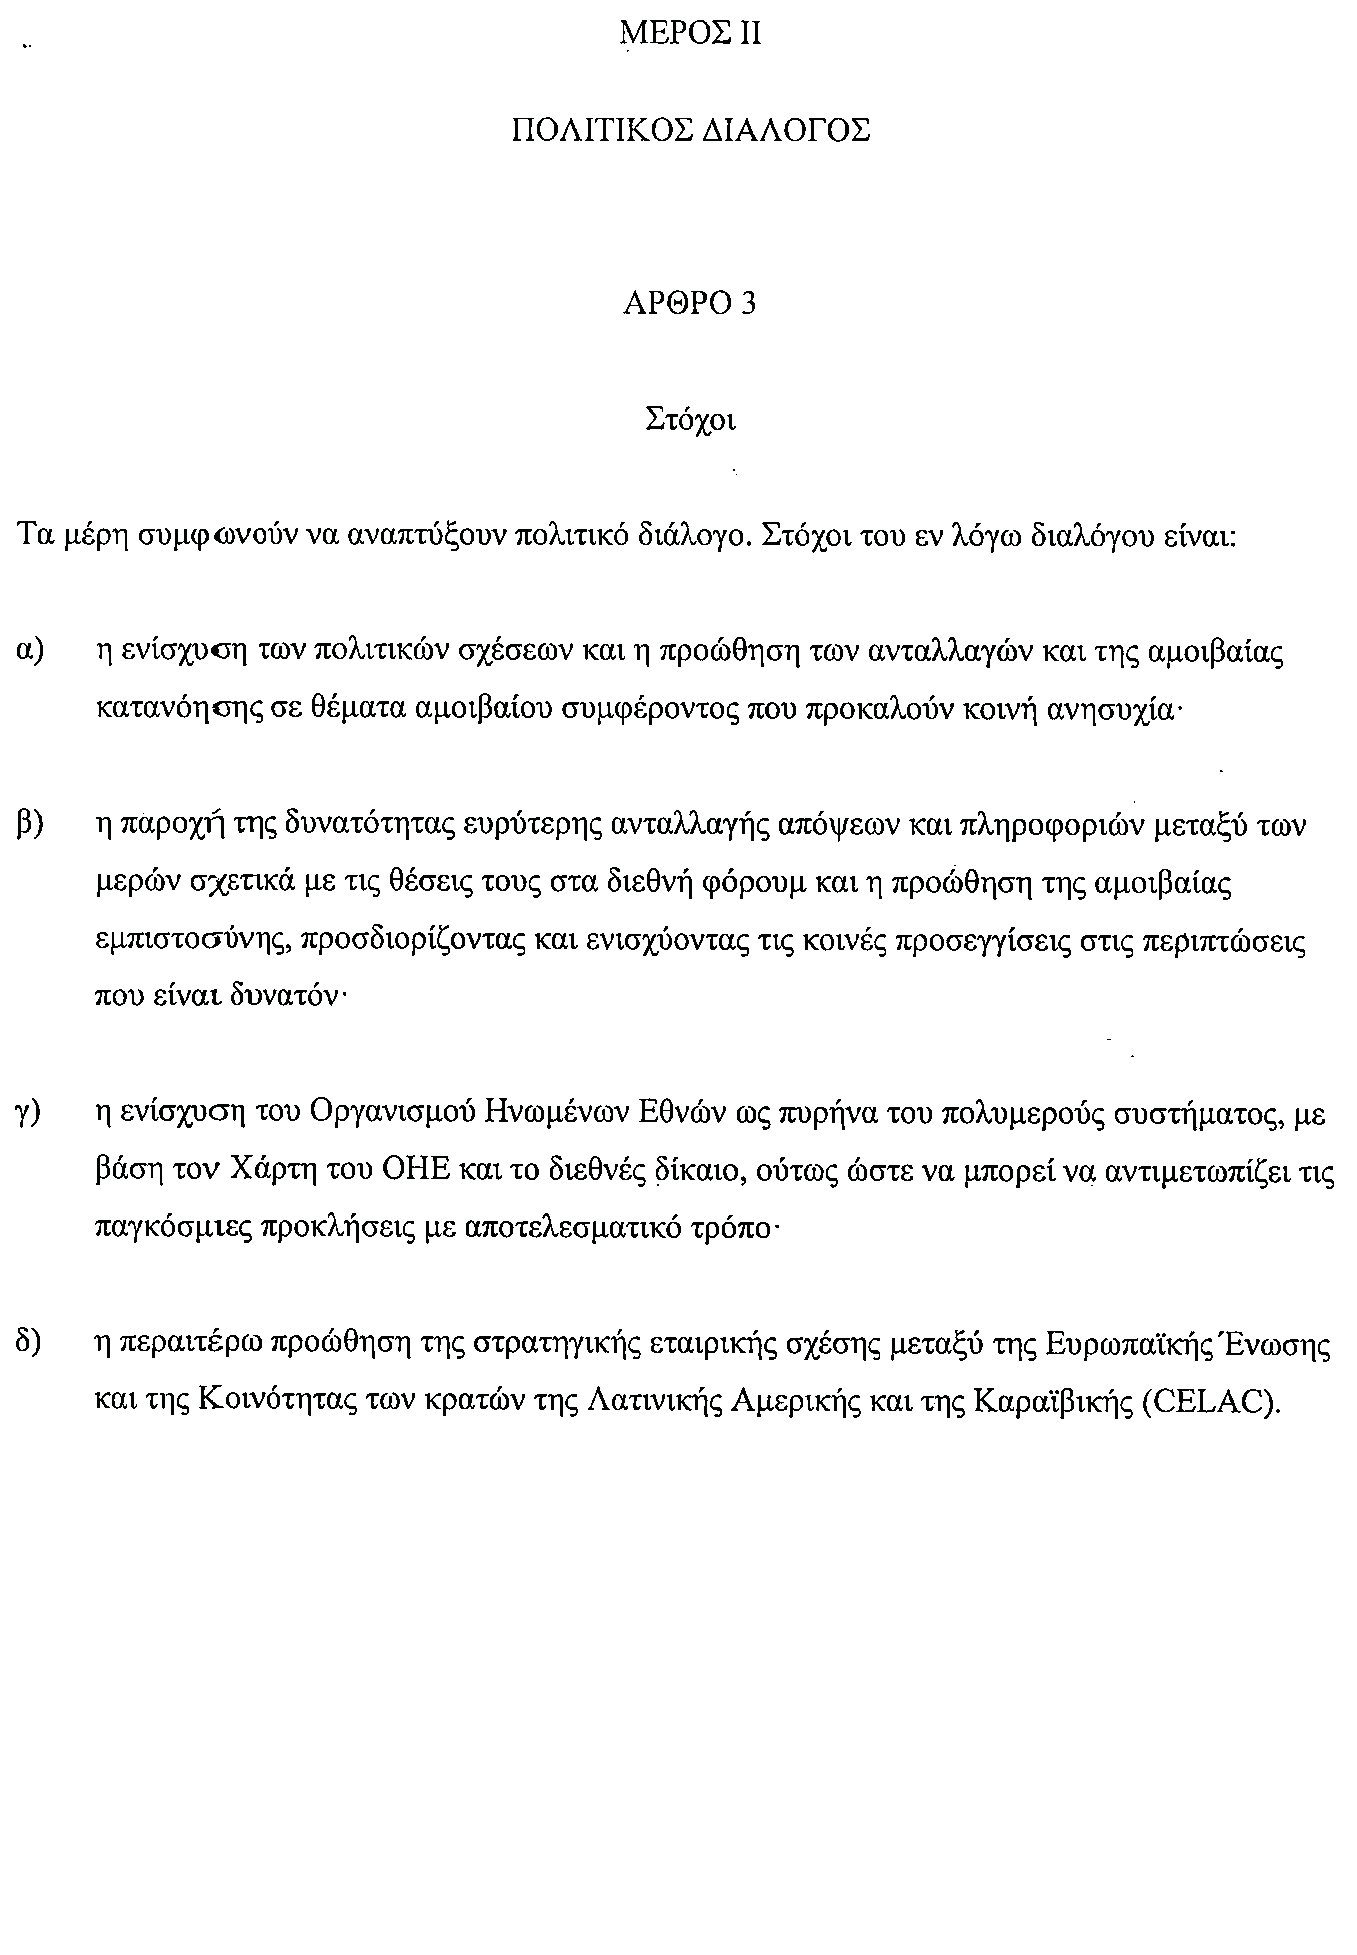 ΜΕΡΟΣ ΙΙ
ΠΟΛΙΤΙΚΟΣ ΔΙΑΛΟΓΟΣ
ΑΡΘΡΟ 3
Στόχοι
Τα μέρη συμφωνούν να αναπτύξουν πολιτικό διάλογο. Στόχοι του εν λόγω διαλόγου είναι:
α) η ενίσχυση των πολιτικών σχέσεων και η προώθηση των ανταλλαγών και της αμοιβαίας
κατανόησης σε θέματα αμοιβαίου συμφέροντος που προκαλούν κοινή ανησυχία·
β) η παροχή της δυνατότητας ευρύτερης ανταλλαγής απόψεων και πληροφοριών μεταξύ των
μερών σχετικά με τις θέσεις τους στα διεθνή φόρουμ και η προώθηση της αμοιβαίας
εμπιστοσύνης, προσδιορίζοντας και ενισχύοντας τις κοινές προσεγγίσεις στις περιπτώσεις
που είναι δυνατόν·
γ) η ενίσχυση του Οργανισμού Ηνωμένων Εθνών ως πυρήνα του πολυμερούς συστήματος, με
βάση τον Χάρτη του ΟΗΕ και το διεθνές δίκαιο, ούτως ώστε να μπορεί να αντιμετωπίζει τις
παγκόσμιες προκλήσεις με αποτελεσματικό τρόπο·
δ) η περαιτέρω προώθηση της στρατηγικής εταιρικής σχέσης μεταξύ της Ευρωπαϊκής Ένωσης
και της Κοινότητας των κρατών της Λατινικής Αμερικής και της Καραϊβικής (CELAC).